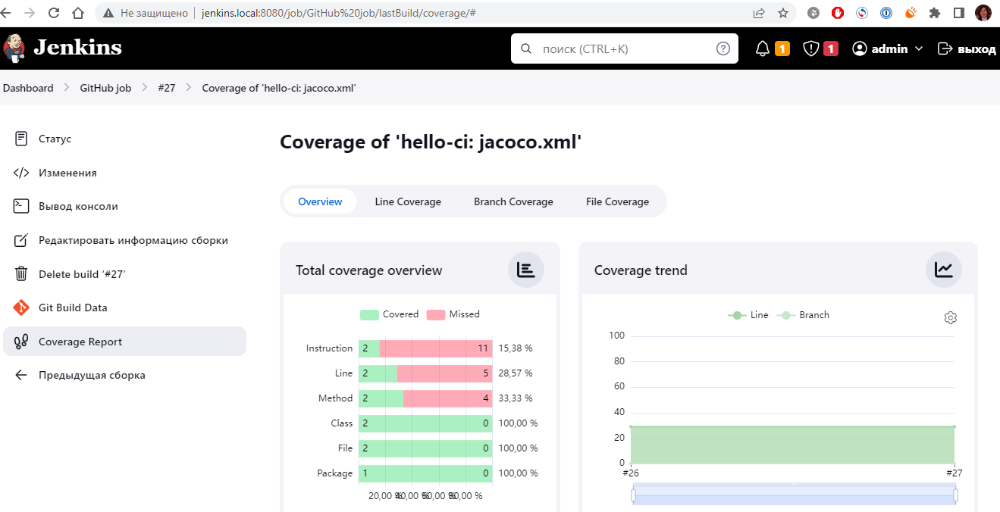 Не защищено jenkins.local:8080/job/GitHub%20job/lastBuild/coverage/#
Jenkins поиск (CTRL+K) ? 1 1 admin выход
Dashboard GitHub job #27 Coverage of 'hello-ci: jacoco.xml'
Статус
Изменения
Вывод консоли
Редактировать информацию сборки
Delete build ‘#27’
Git Build Data
Coverage Report
Предыдущая сборка
Coverage of 'hello-ci: jacoco.xml'
Overview Line Coverage Branch Coverage File Coverage
Total coverage overview
Covered Missed
Instruction 2 11 15,38 %
Line 2 5 28,57 %
Method 2 4 33,33 %
Class 2 0 100,00 %
File 2 0 100,00 %
Package 1 0 100,00 %
20,00 % 40,00 % 60,00 % 80,00 %
Coverage trend
Line Branch
100
80
60
40
20
0
#26 #27